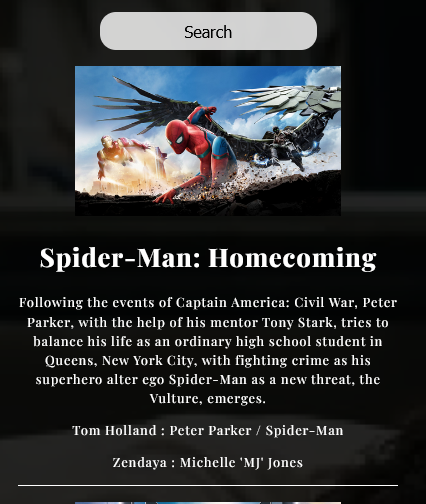 Search
Spider-Man: Homecoming
Following the events of Captain America: Civil War, Peter
Parker, with the help of his mentor Tony Stark, tries to
balance his life as an ordinary high school student in
Queens, New York City, with fighting crime as his
superhero alter ego Spider-Man as a new threat, the
Vulture, emerges.
Tom Holland : Peter Parker / Spider-Man
Zendaya : Michelle 'MJ' Jones